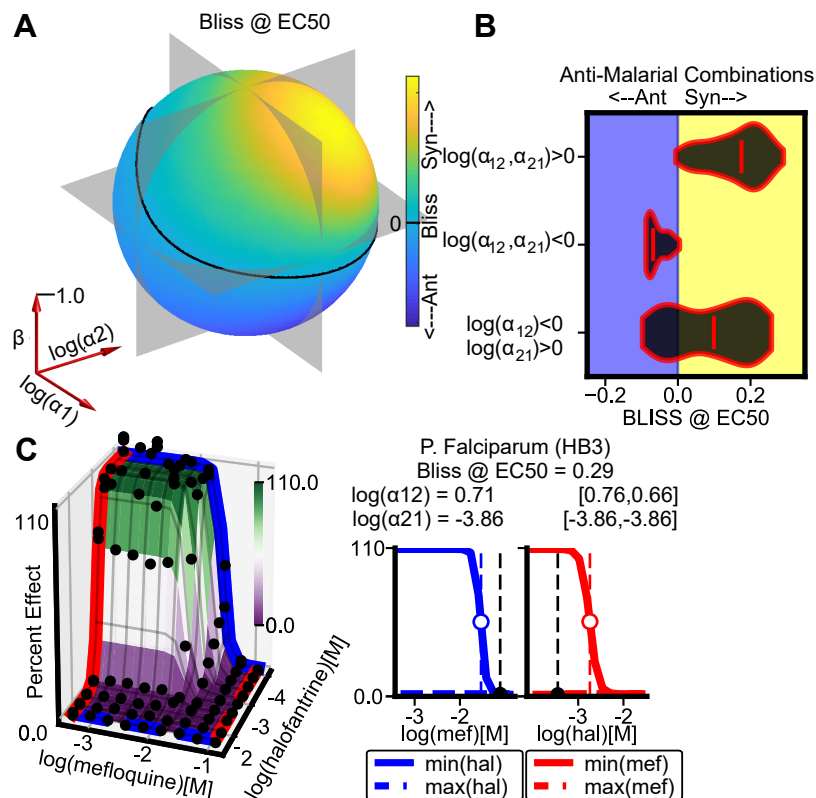 A
Bliss @ EC50
<---Ant Bliss Syn--->
0
1.0
β
log(α2)
log(α1)
B
Anti-Malarial Combinations
<--Ant Syn-->
log(α12,α21)>0
log(α12,α21)<0
log(α12)<0
log(α21)>0
−0.2 0.0 0.2
BLISS @ EC50
C
110
Percent Effect
0.0
110.0
0.0
-3 -2 -1
log(mefloquine)[M]
-4
-3
-2
log(halofantrine)[M]
P. Falciparum (HB3)
Bliss @ EC50 = 0.29
log(α12) = 0.71 [0.76,0.66]
log(α21) = -3.86 [-3.86,-3.86]
110
0.0
-3 -2
log(mef)[M]
-3 -2
log(hal)[M]
min(hal)
max(hal)
min(mef)
max(mef)